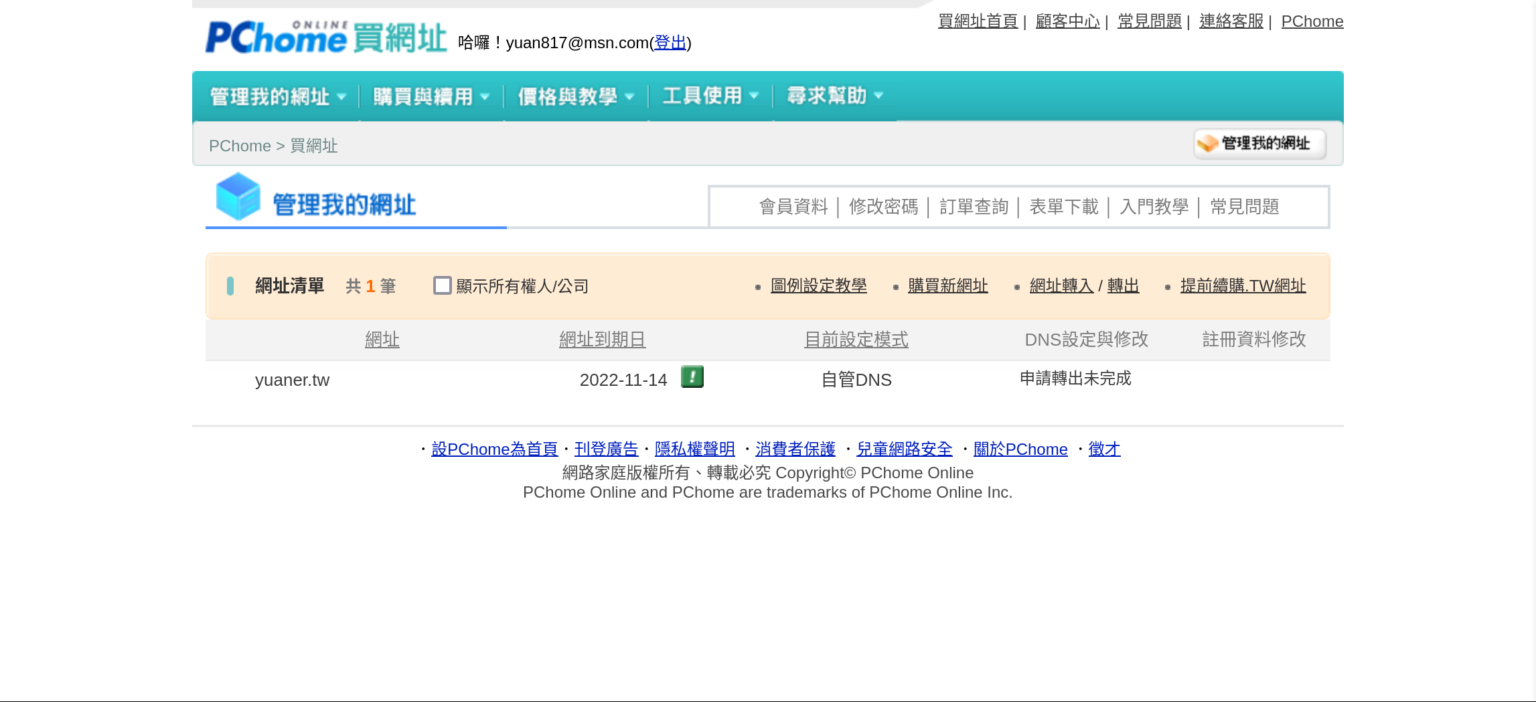 買網址首頁 | 顧客中心 | 常見問題 | 連絡客服 | PChome
PChome ONLINE 買網址 哈囉！yuan817@msn.com(登出)
管理我的網址 購買與續用 價格與教學 工具使用 尋求幫助
PChome > 買網址 管理我的網址
管理我的網址 會員資料 │ 修改密碼 │ 訂單查詢 │ 表單下載 │ 入門教學 │ 常見問題
網址清單 共 1 筆 顯示所有權人/公司 • 圖例設定教學 • 購買新網址 • 網址轉入 / 轉出 • 提前續購.TW網址
網址 網址到期日 目前設定模式 DNS設定與修改 註冊資料修改
yuaner.tw 2022-11-14 ! 自管DNS 申請轉出未完成
‧設PChome為首頁‧刊登廣告‧隱私權聲明 ‧消費者保護 ‧兒童網路安全 ‧關於PChome ‧徵才
網路家庭版權所有、轉載必究 Copyright© PChome Online
PChome Online and PChome are trademarks of PChome Online Inc.